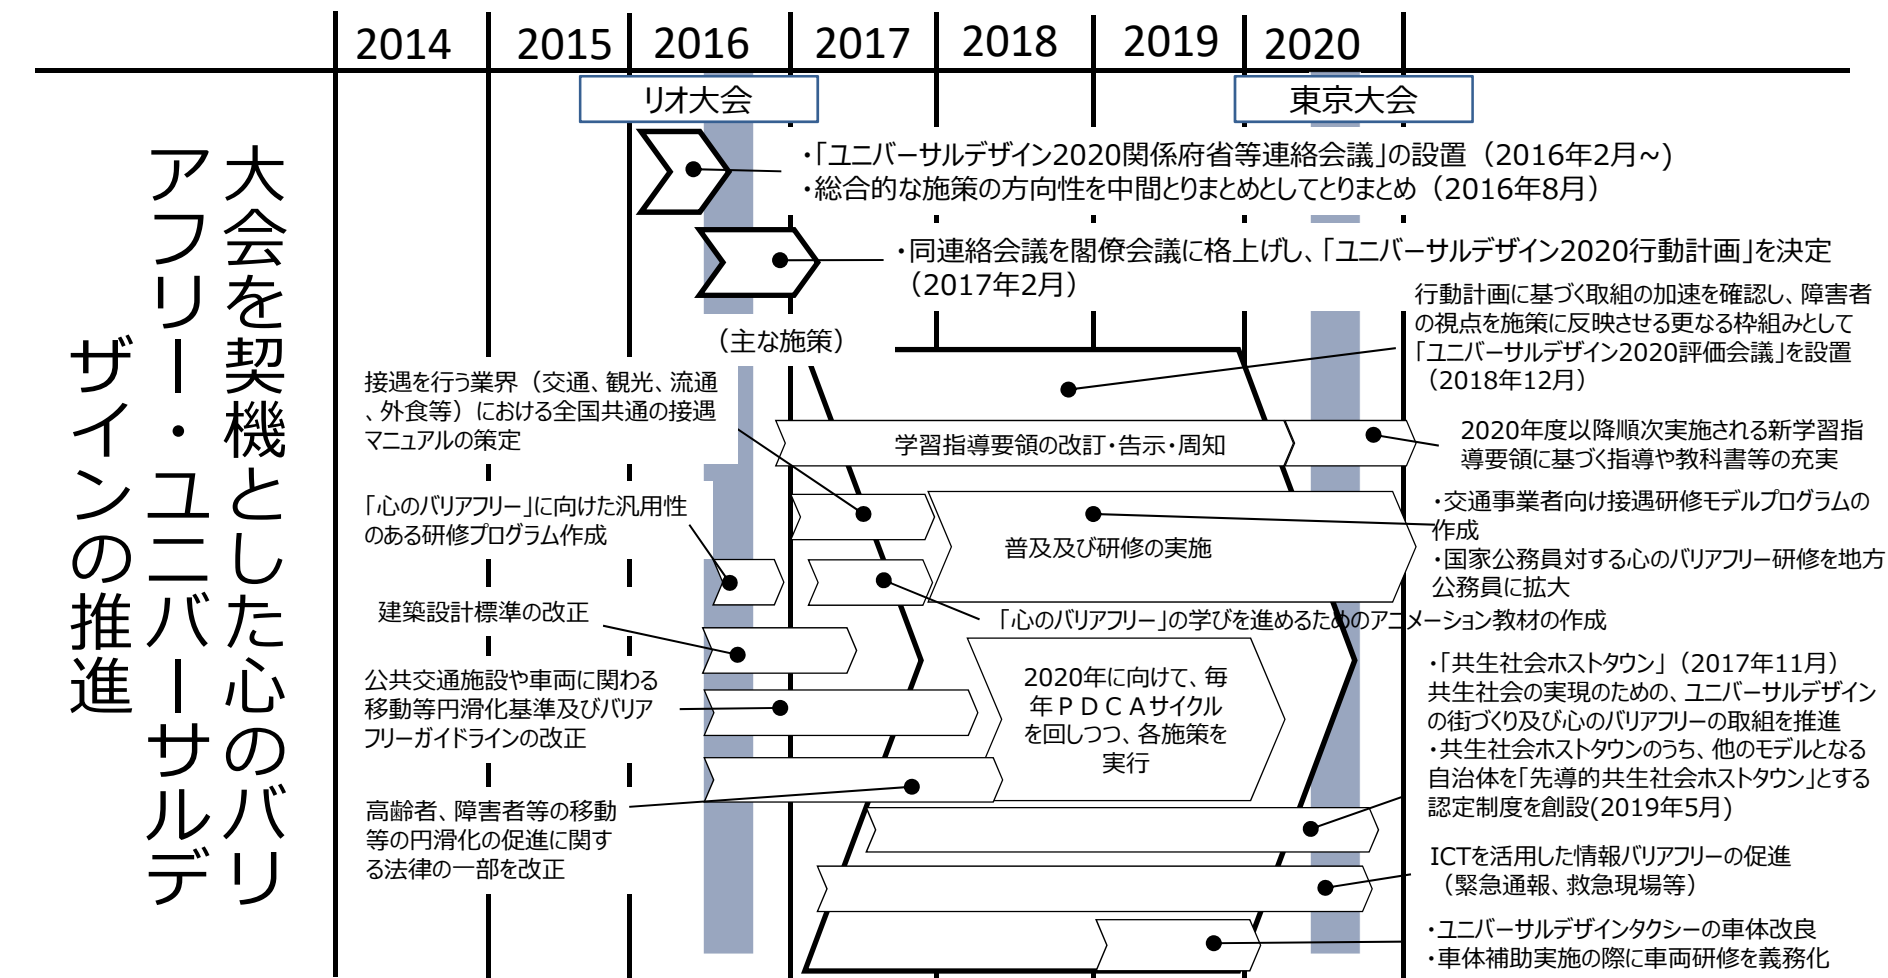 大会を契機とした心のバリ
アフリー・ユニバーサルデ
ザインの推進
2014 2015 2016 2017 2018 2019 2020
リオ大会
東京大会
・「ユニバーサルデザイン2020関係府省等連絡会議」の設置（2016年2月~）
・総合的な施策の方向性を中間とりまとめとしてとりまとめ（2016年8月）
・同連絡会議を閣僚会議に格上げし、「ユニバーサルデザイン2020行動計画」を決定
（2017年2月）
（主な施策）
行動計画に基づく取組の加速を確認し、障害者
の視点を施策に反映させる更なる枠組みとして
「ユニバーサルデザイン2020評価会議」を設置
（2018年12月）
接遇を行う業界（交通、観光、流通
、外食等）における全国共通の接遇
マニュアルの策定
学習指導要領の改訂・告示・周知
2020年度以降順次実施される新学習指
導要領に基づく指導や教科書等の充実
「心のバリアフリー」に向けた汎用性
のある研修プログラム作成
普及及び研修の実施
・交通事業者向け接遇研修モデルプログラムの
作成
・国家公務員対する心のバリアフリー研修を地方
公務員に拡大
「心のバリアフリー」の学びを進めるためのアニメーション教材の作成
建築設計標準の改正
公共交通施設や車両に関わる
移動等円滑化基準及びバリア
フリーガイドラインの改正
2020年に向けて、毎
年ＰＤＣＡサイクル
を回しつつ、各施策を
実行
・「共生社会ホストタウン」（2017年11月）
共生社会の実現のための、ユニバーサルデザイン
の街づくり及び心のバリアフリーの取組を推進
・共生社会ホストタウンのうち、他のモデルとなる
自治体を「先導的共生社会ホストタウン」とする
認定制度を創設(2019年5月)
高齢者、障害者等の移動
等の円滑化の促進に関す
る法律の一部を改正
ICTを活用した情報バリアフリーの促進
（緊急通報、救急現場等）
・ユニバーサルデザインタクシーの車体改良
・車体補助実施の際に車両研修を義務化